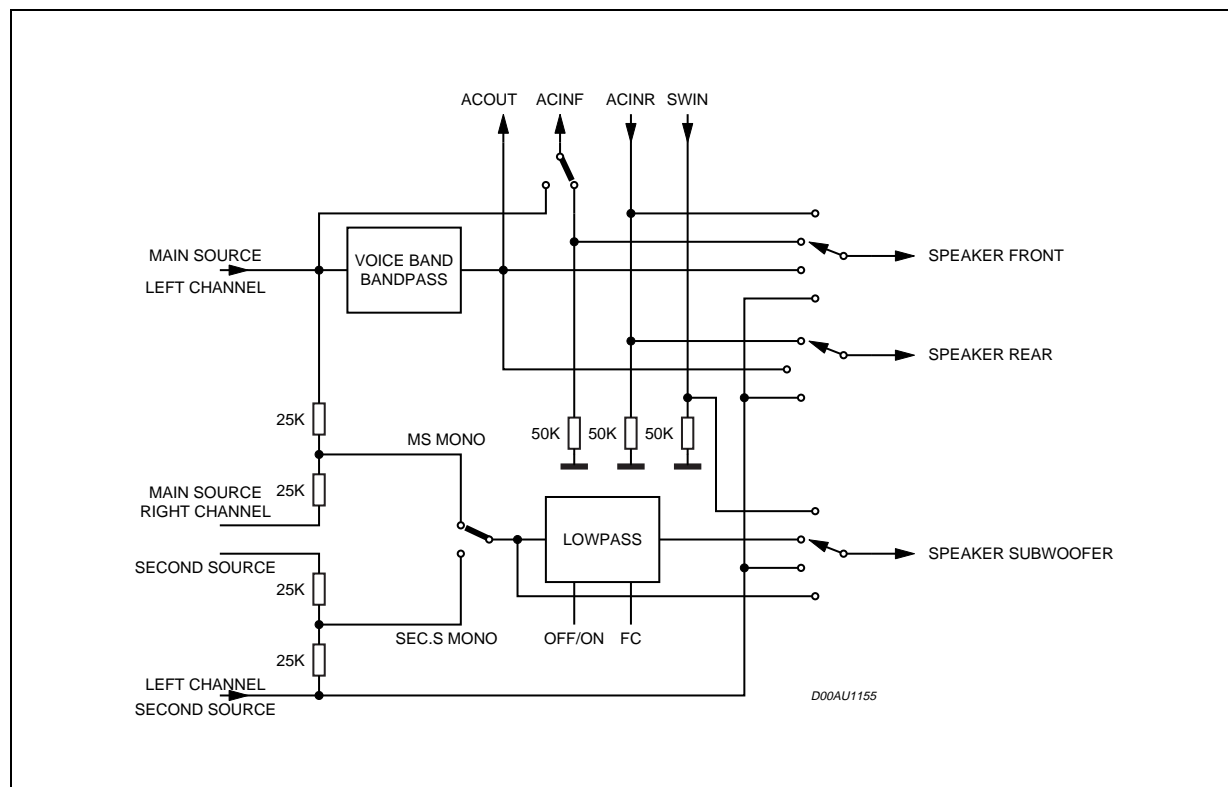 ACOUT ACINF ACINR SWIN
MAIN SOURCE
LEFT CHANNEL
VOICE BAND
BANDPASS
SPEAKER FRONT
SPEAKER REAR
25K
MS MONO
50K 50K 50K
25K
MAIN SOURCE
RIGHT CHANNEL
LOWPASS
SPEAKER SUBWOOFER
SECOND SOURCE
25K
SEC.S MONO
OFF/ON FC
25K
LEFT CHANNEL
SECOND SOURCE
D00AU1155